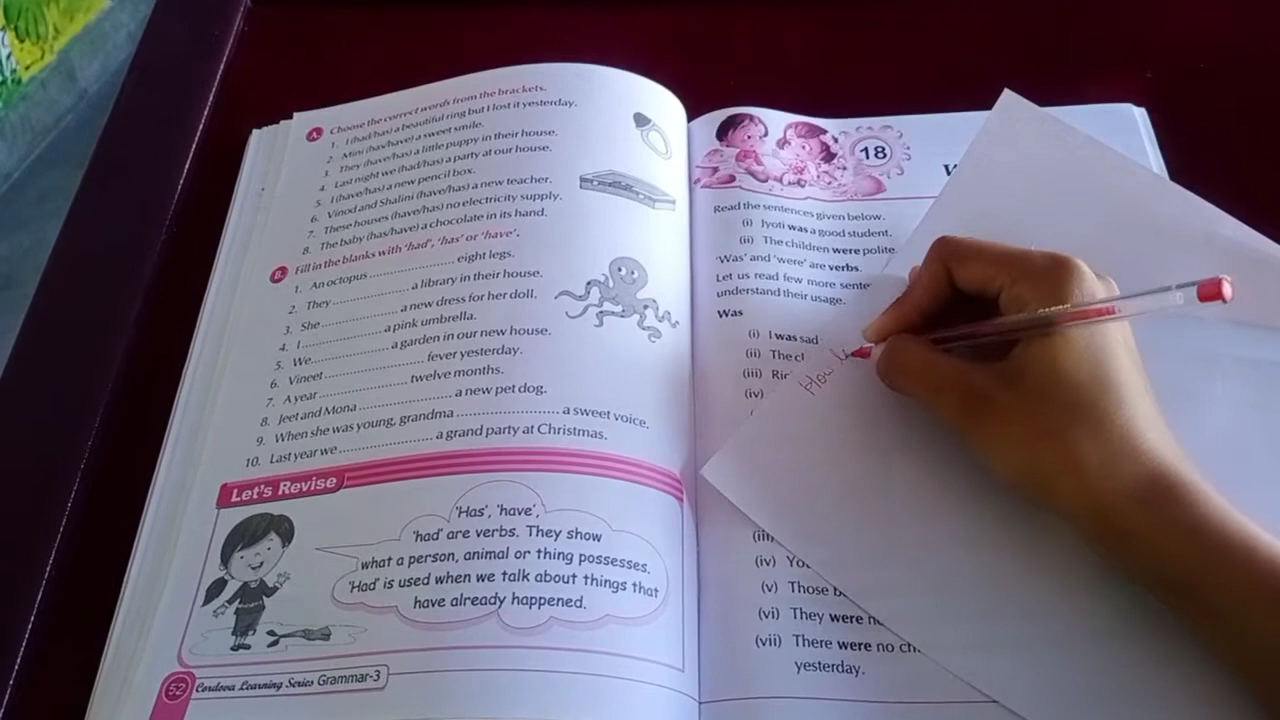 A. Choose the correct words from the brackets.
1. I (had/has) a beautiful ring but I lost it yesterday.
2. Mini (has/have) a sweet smile.
3. They (have/has) a little puppy in their house.
4. Last night we (had/has) a party at our house.
5. I (have/has) a new pencil box.
6. Vinod and Shalini (have/has) a new teacher.
7. These houses (have/has) no electricity supply.
8. The baby (has/have) a chocolate in its hand.
B. Fill in the blanks with 'had', 'has' or 'have'.
1. An octopus ........................ eight legs.
2. They ........................ a library in their house.
3. She ........................ a new dress for her doll.
4. I ........................ a pink umbrella.
5. We ........................ a garden in our new house.
6. Vineet ............................ fever yesterday.
7. A year ................................ twelve months.
8. Jeet and Mona ............................ a new pet dog.
9. When she was young, grandma ............................ a sweet voice.
10. Last year we ............................ a grand party at Christmas.
Let's Revise
'Has', 'have',
'had' are verbs. They show
what a person, animal or thing possesses.
'Had' is used when we talk about things that
have already happened.
52 Cordova Learning Series Grammar-3
18
Read the sentences given below.
(i) Jyoti was a good student.
(ii) The children were polite.
'Was' and 'were' are verbs.
Let us read few more sente
understand their usage.
Was
(i) I was sad
(ii) The
(iii)
(iv)
How
(iii)
(iv)
(v) Those
(vi) They were
(vii) There were no
yesterday.